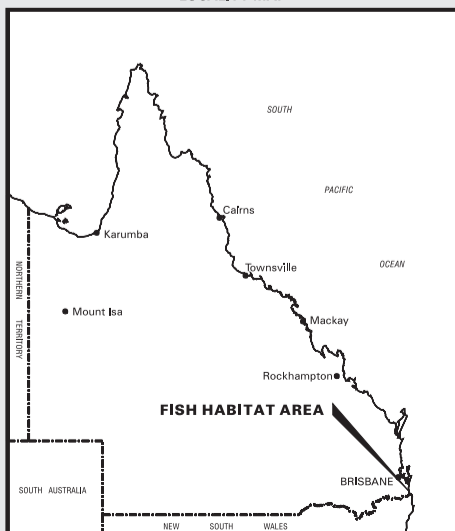 SOUTH
PACIFIC
OCEAN
Cairns
Karumba
Townsville
NORTHERN
TERRITORY
Mount Isa
Mackay
Rockhampton
FISH HABITAT AREA
BRISBANE
SOUTH AUSTRALIA
NEW SOUTH WALES